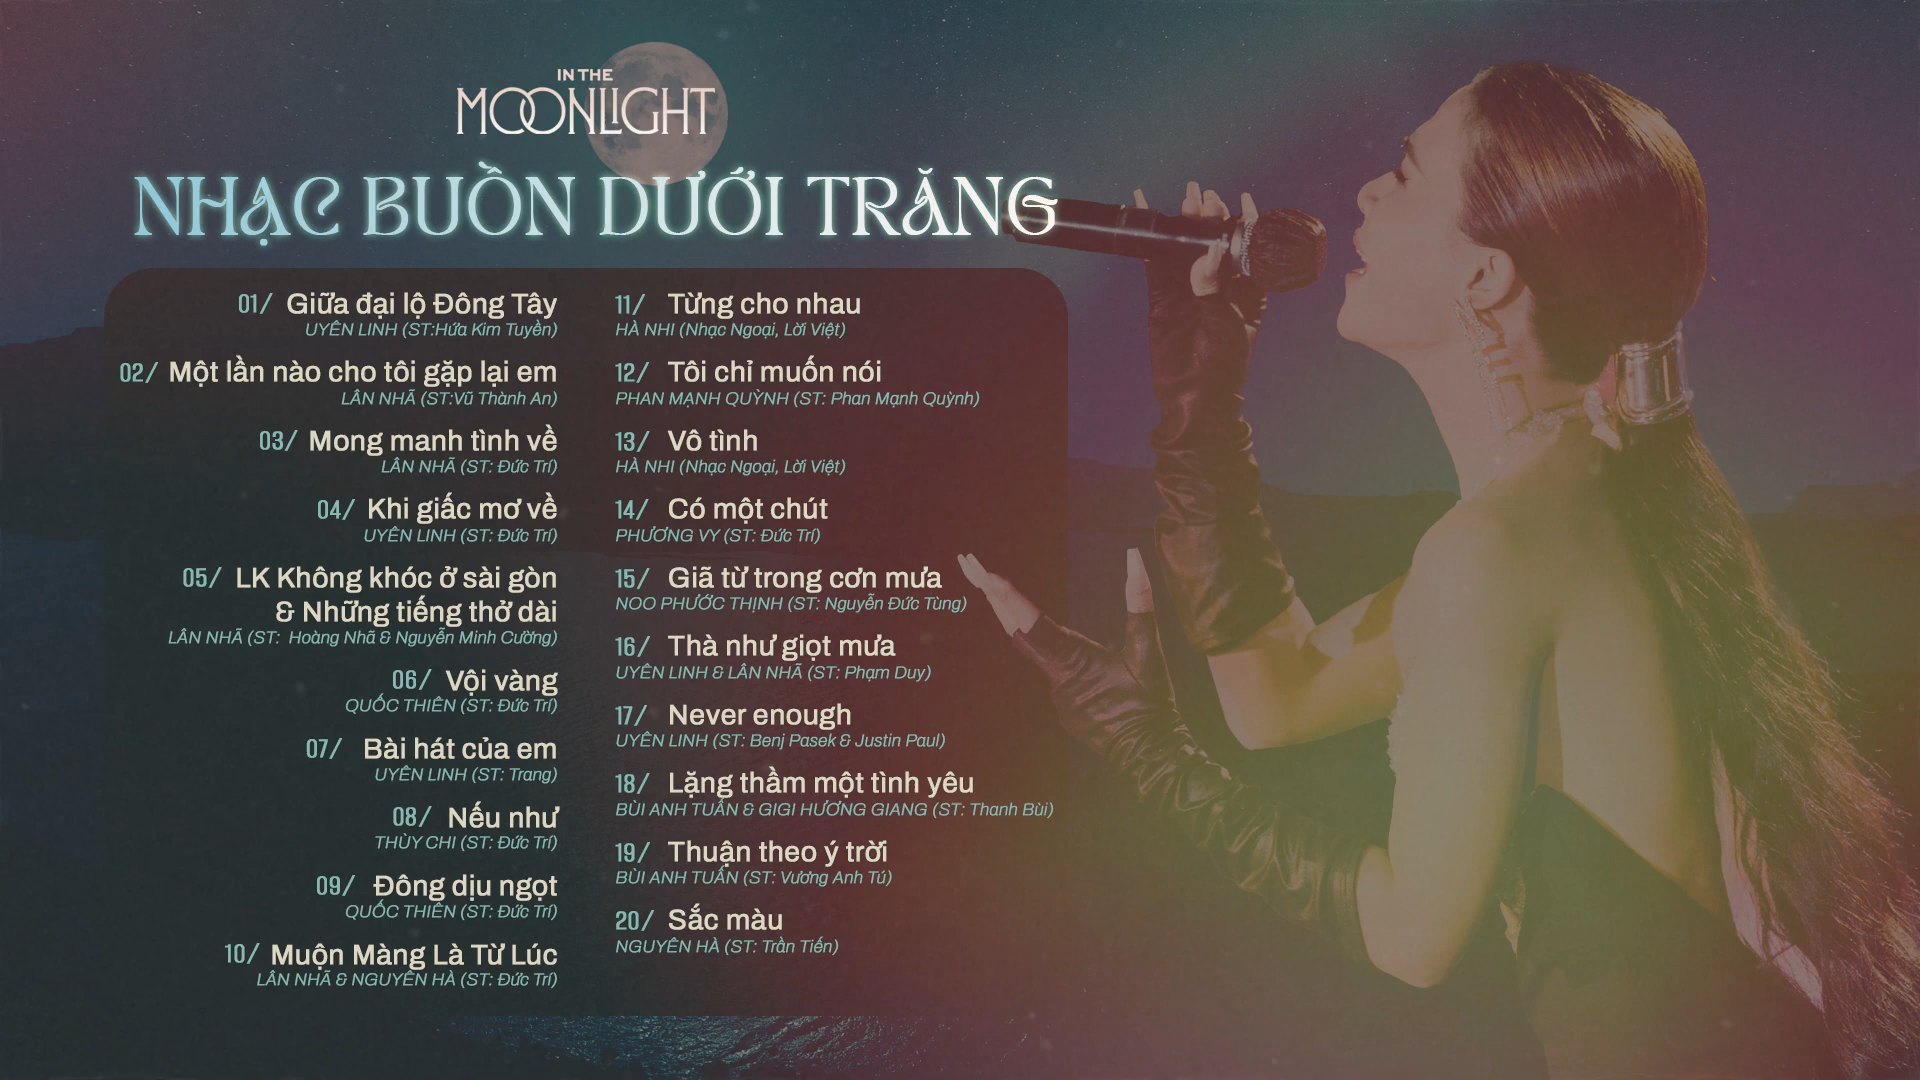 IN THE
MOONLIGHT
NHẠC BUỒN DƯỚI TRĂNG
01/ Giữa đại lộ Đông Tây
UYÊN LINH (ST:Hứa Kim Tuyền)
02/ Một lần nào cho tôi gặp lại em
LÂN NHÃ (ST:Vũ Thành An)
03/ Mong manh tình về
LÂN NHÃ (ST: Đức Trí)
04/ Khi giấc mơ về
UYÊN LINH (ST: Đức Trí)
05/ LK Không khóc ở sài gòn
& Những tiếng thở dài
LÂN NHÃ (ST: Hoàng Nhã & Nguyễn Minh Cường)
06/ Vội vàng
QUỐC THIÊN (ST: Đức Trí)
07/ Bài hát của em
UYÊN LINH (ST: Trang)
08/ Nếu như
THÙY CHI (ST: Đức Trí)
09/ Đông dịu ngọt
QUỐC THIÊN (ST: Đức Trí)
10/ Muộn Màng Là Từ Lúc
LÂN NHÃ & NGUYÊN HÀ (ST: Đức Trí)
11/ Từng cho nhau
HÀ NHI (Nhạc Ngoại, Lời Việt)
12/ Tôi chỉ muốn nói
PHAN MẠNH QUỲNH (ST: Phan Mạnh Quỳnh)
13/ Vô tình
HÀ NHI (Nhạc Ngoại, Lời Việt)
14/ Có một chút
PHƯƠNG VY (ST: Đức Trí)
15/ Giã từ trong cơn mưa
NOO PHƯỚC THỊNH (ST: Nguyễn Đức Tùng)
16/ Thà như giọt mưa
UYÊN LINH & LÂN NHÃ (ST: Phạm Duy)
17/ Never enough
UYÊN LINH (ST: Benj Pasek & Justin Paul)
18/ Lặng thầm một tình yêu
BÙI ANH TUẤN & GIGI HƯƠNG GIANG (ST: Thanh Bùi)
19/ Thuận theo ý trời
BÙI ANH TUẤN (ST: Vương Anh Tú)
20/ Sắc màu
NGUYÊN HÀ (ST: Trần Tiến)